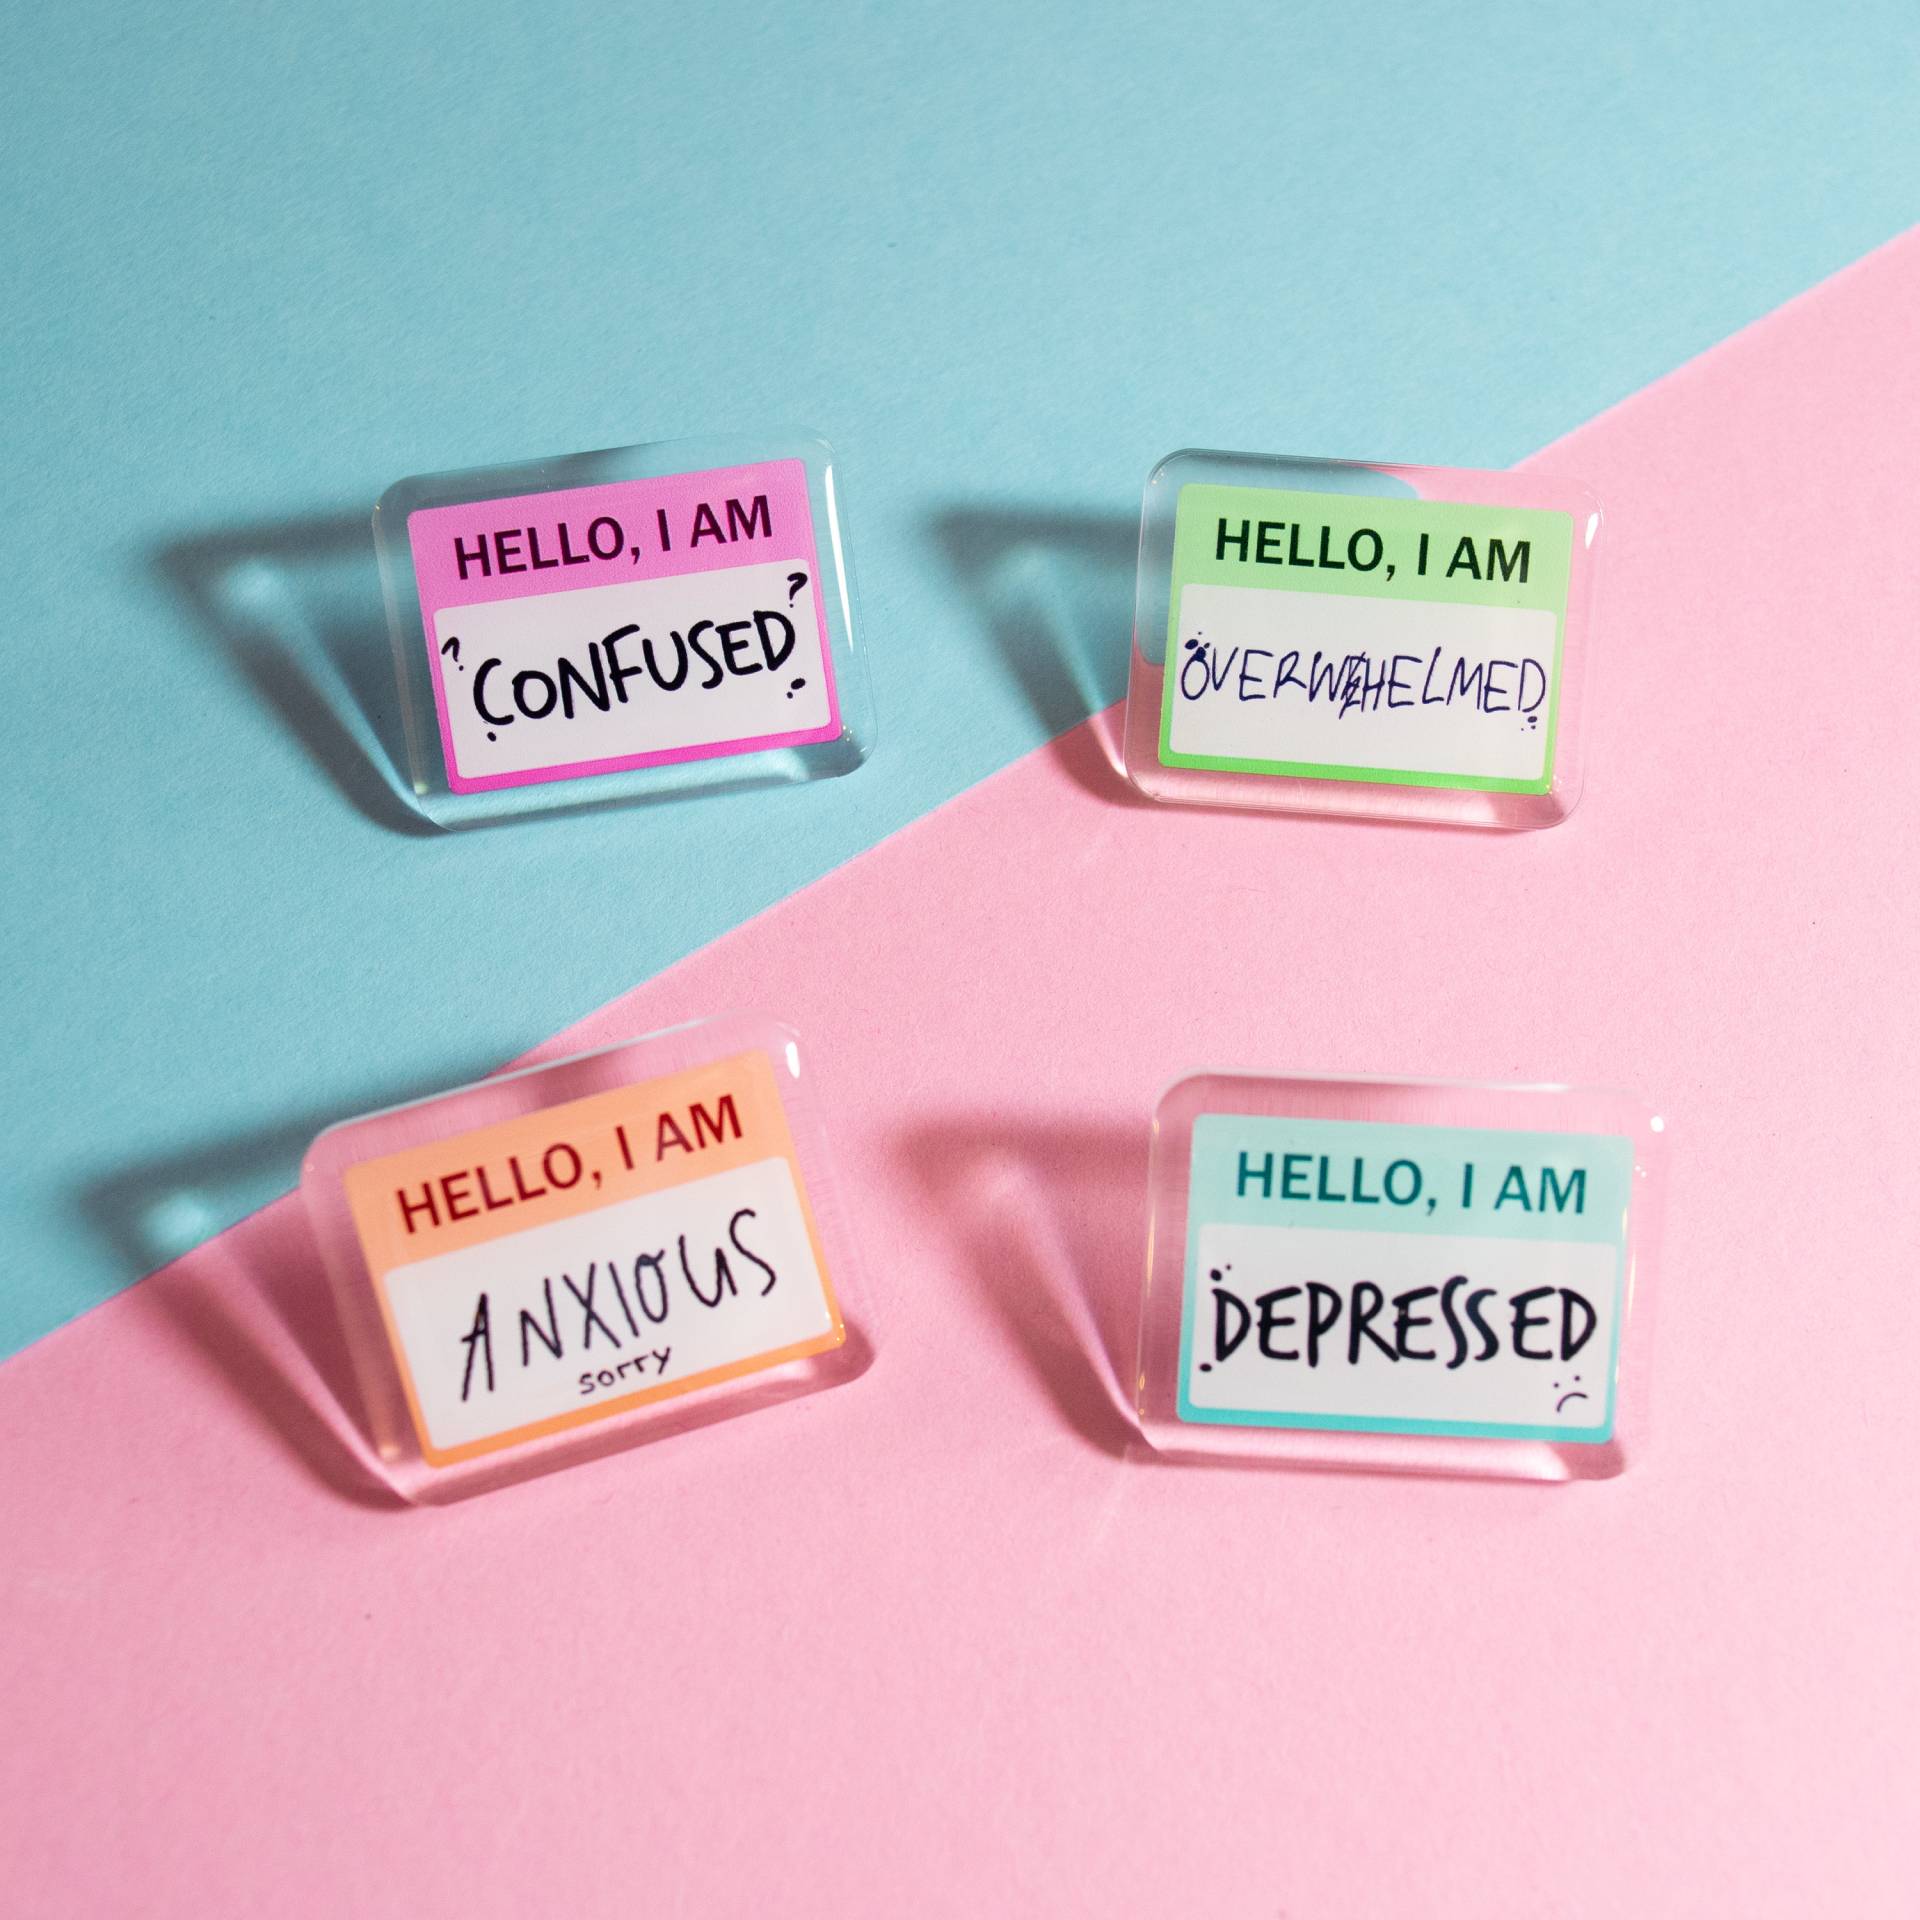 HELLO, I AM
? CONFUSED ?
HELLO, I AM
OVERWHELMED
HELLO, I AM
ANXIOUS
sorry
HELLO, I AM
DEPRESSED